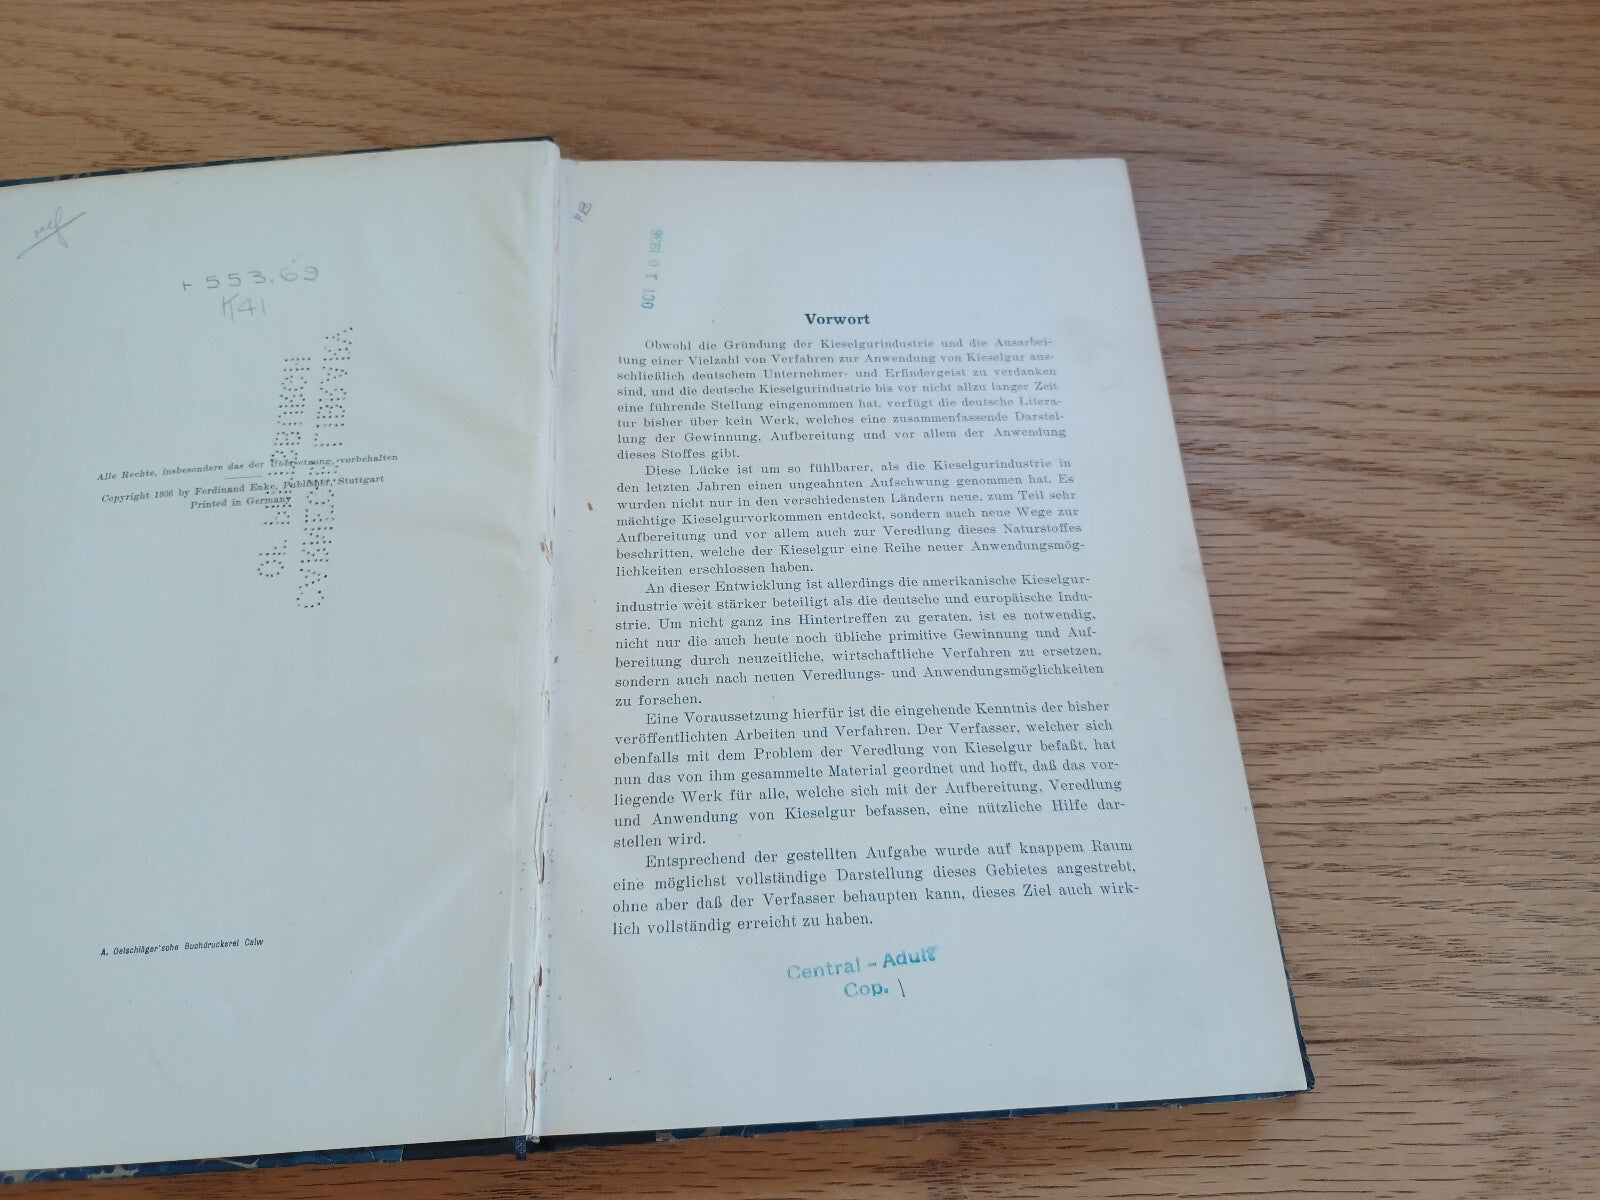 ref
r 553.69
K41
Alle Rechte, insbesondere das der Übersetzung, vorbehalten
Copyright 1936 by Ferdinand Enke, Publisher, Stuttgart
Printed in Germany
A. Oelschläger'sche Buchdruckerei Calw
OCT 16 1936
Vorwort
Obwohl die Gründung der Kieselgurindustrie und die Ausarbei-
tung einer Vielzahl von Verfahren zur Anwendung von Kieselgur aus-
schließlich deutschem Unternehmer- und Erfindergeist zu verdanken
sind, und die deutsche Kieselgurindustrie bis vor nicht allzu langer Zeit
eine führende Stellung eingenommen hat, verfügt die deutsche Litera-
tur bisher über kein Werk, welches eine zusammenfassende Darstel-
lung der Gewinnung, Aufbereitung und vor allem der Anwendung
dieses Stoffes gibt.
Diese Lücke ist um so fühlbarer, als die Kieselgurindustrie in
den letzten Jahren einen ungeahnten Aufschwung genommen hat. Es
wurden nicht nur in den verschiedensten Ländern neue, zum Teil sehr
mächtige Kieselgurvorkommen entdeckt, sondern auch neue Wege zur
Aufbereitung und vor allem auch zur Veredlung dieses Naturstoffes
beschritten, welche der Kieselgur eine Reihe neuer Anwendungsmög-
lichkeiten erschlossen haben.
An dieser Entwicklung ist allerdings die amerikanische Kieselgur-
industrie weit stärker beteiligt als die deutsche und europäische Indu-
strie. Um nicht ganz ins Hintertreffen zu geraten, ist es notwendig,
nicht nur die auch heute noch übliche primitive Gewinnung und Auf-
bereitung durch neuzeitliche, wirtschaftliche Verfahren zu ersetzen,
sondern auch nach neuen Veredlungs- und Anwendungsmöglichkeiten
zu forschen.
Eine Voraussetzung hierfür ist die eingehende Kenntnis der bisher
veröffentlichten Arbeiten und Verfahren. Der Verfasser, welcher sich
ebenfalls mit dem Problem der Veredlung von Kieselgur befaßt, hat
nun das von ihm gesammelte Material geordnet und hofft, daß das vor-
liegende Werk für alle, welche sich mit der Aufbereitung, Veredlung
und Anwendung von Kieselgur befassen, eine nützliche Hilfe dar-
stellen wird.
Entsprechend der gestellten Aufgabe wurde auf knappem Raum
eine möglichst vollständige Darstellung dieses Gebietes angestrebt,
ohne aber daß der Verfasser behaupten kann, dieses Ziel auch wirk-
lich vollständig erreicht zu haben.
Central - Adult
Cop. 1